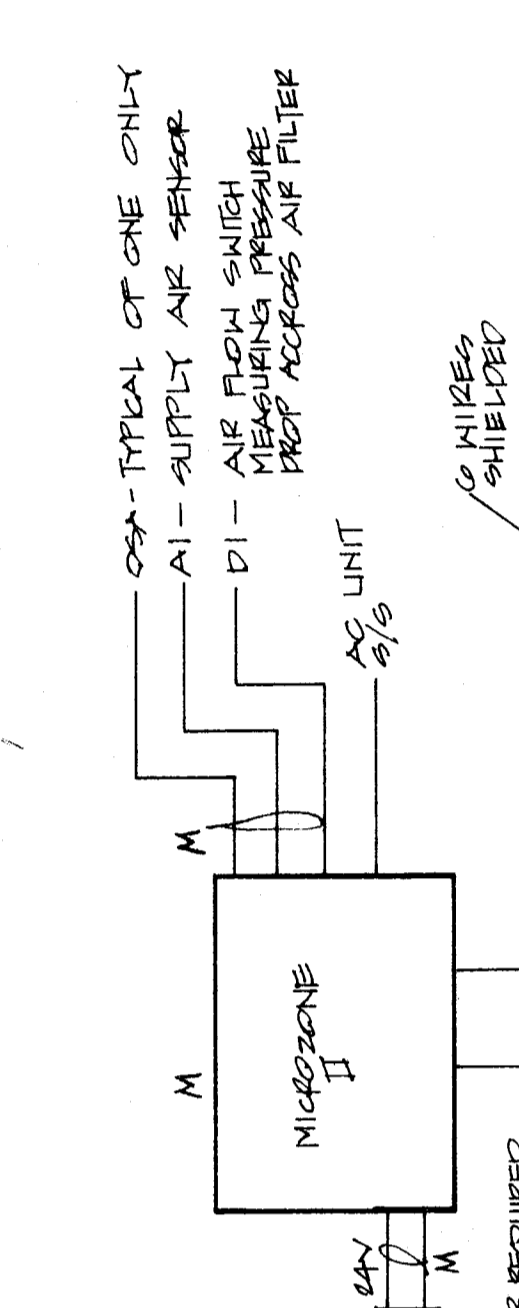 OSA - TYPICAL OF ONE ONLY
AI - SUPPLY AIR SENSOR
DI - AIR FLOW SWITCH
MEASURING PRESSURE
DROP ACCROSS AIR FILTER
AC UNIT
S/S
6 WIRES
SHIELDED
M
M
MICROZONE
II
24V
M
REQUIRED